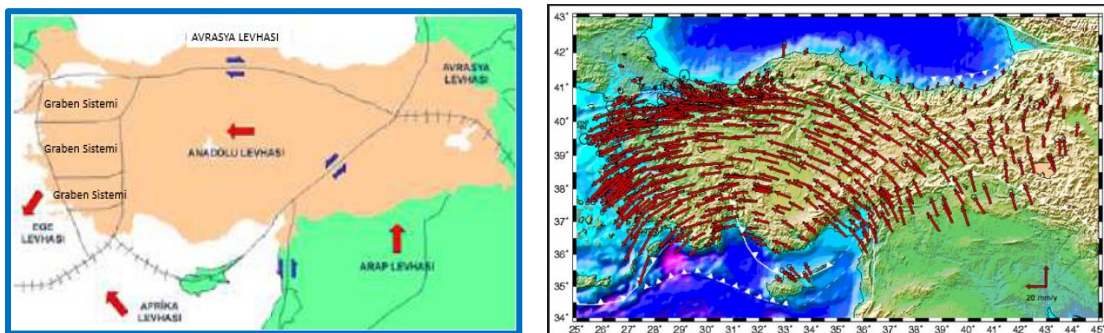 AVRASYA LEVHASI
AVRASYA
LEVHASI
Graben Sistemi
Graben Sistemi
ANADOLU LEVHASI
Graben Sistemi
EGE
LEVHASI
ARAP LEVHASI
AFRİKA
LEVHASI
43°
42°
41°
40°
39°
38°
37°
36°
35°
34°
20 mm/y
25° 26° 27° 28° 29° 30° 31° 32° 33° 34° 35° 36° 37° 38° 39° 40° 41° 42° 43° 44° 45°